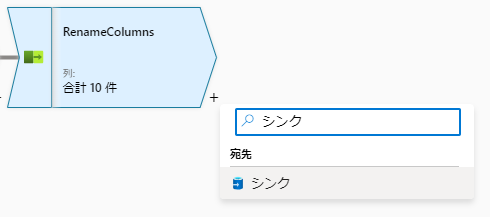 RenameColumns
列:
合計 10 件
+
シンク
宛先
シンク